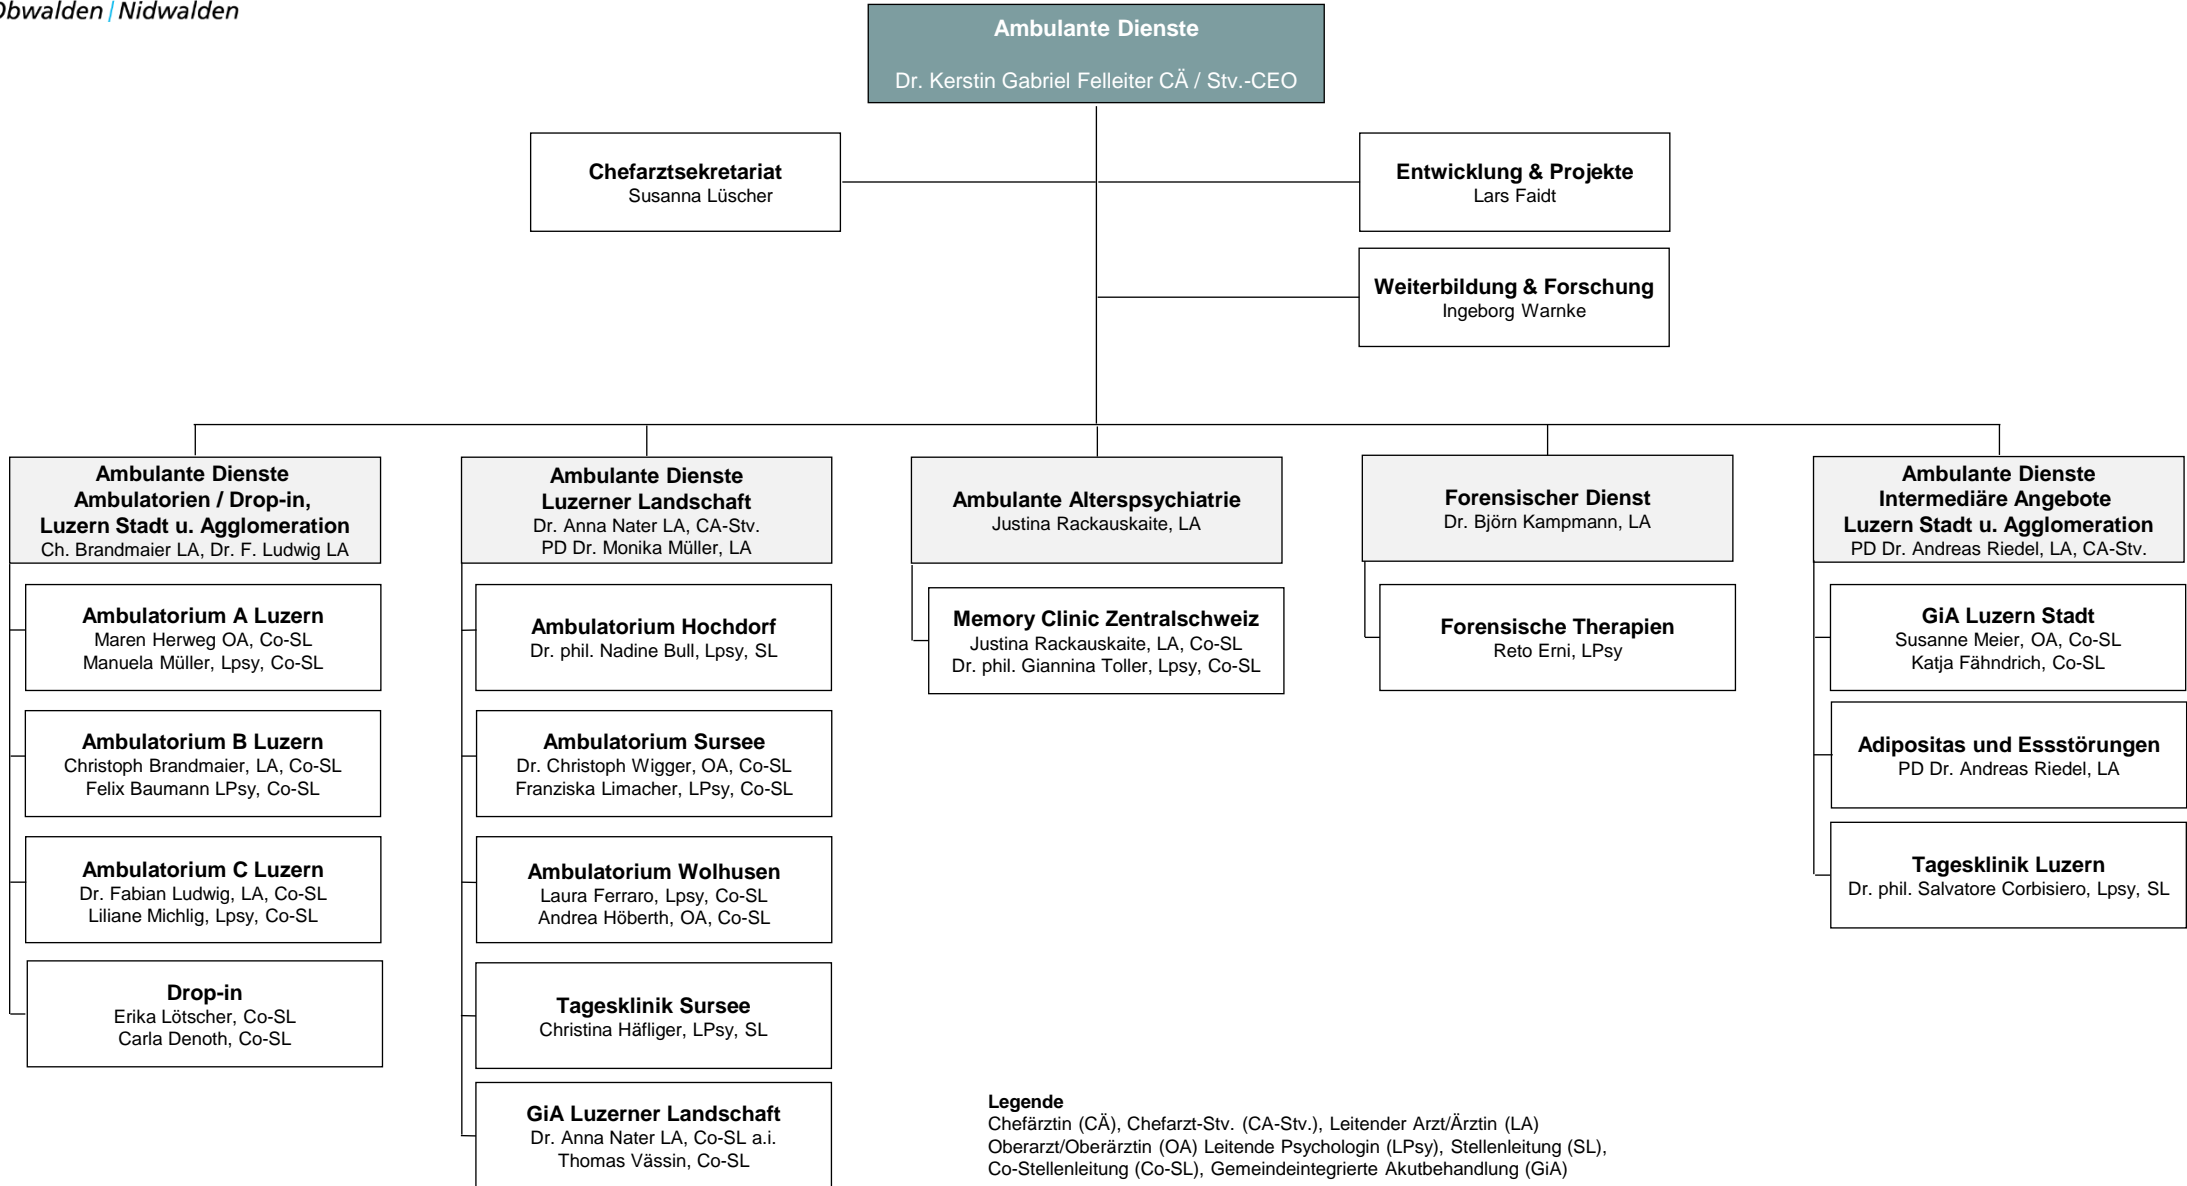 Obwalden | Nidwalden
Ambulante Dienste
Dr. Kerstin Gabriel Felleiter CÄ / Stv.-CEO
Chefarztsekretariat
Susanna Lüscher
Entwicklung & Projekte
Lars Faidt
Weiterbildung & Forschung
Ingeborg Warnke
Ambulante Dienste
Ambulatorien / Drop-in,
Luzern Stadt u. Agglomeration
Ch. Brandmaier LA, Dr. F. Ludwig LA
Ambulatorium A Luzern
Maren Herweg OA, Co-SL
Manuela Müller, Lpsy, Co-SL
Ambulatorium B Luzern
Christoph Brandmaier, LA, Co-SL
Felix Baumann LPsy, Co-SL
Ambulatorium C Luzern
Dr. Fabian Ludwig, LA, Co-SL
Liliane Michlig, Lpsy, Co-SL
Drop-in
Erika Lötscher, Co-SL
Carla Denoth, Co-SL
Ambulante Dienste
Luzerner Landschaft
Dr. Anna Nater LA, CA-Stv.
PD Dr. Monika Müller, LA
Ambulatorium Hochdorf
Dr. phil. Nadine Bull, Lpsy, SL
Ambulatorium Sursee
Dr. Christoph Wigger, OA, Co-SL
Franziska Limacher, LPsy, Co-SL
Ambulatorium Wolhusen
Laura Ferraro, Lpsy, Co-SL
Andrea Höberth, OA, Co-SL
Tagesklinik Sursee
Christina Häfliger, LPsy, SL
GiA Luzerner Landschaft
Dr. Anna Nater LA, Co-SL a.i.
Thomas Vässin, Co-SL
Ambulante Alterspsychiatrie
Justina Rackauskaite, LA
Memory Clinic Zentralschweiz
Justina Rackauskaite, LA, Co-SL
Dr. phil. Giannina Toller, Lpsy, Co-SL
Forensischer Dienst
Dr. Björn Kampmann, LA
Forensische Therapien
Reto Erni, LPsy
Ambulante Dienste
Intermediäre Angebote
Luzern Stadt u. Agglomeration
PD Dr. Andreas Riedel, LA, CA-Stv.
GiA Luzern Stadt
Susanne Meier, OA, Co-SL
Katja Fähndrich, Co-SL
Adipositas und Essstörungen
PD Dr. Andreas Riedel, LA
Tagesklinik Luzern
Dr. phil. Salvatore Corbisiero, Lpsy, SL
Legende
Chefärztin (CÄ), Chefarzt-Stv. (CA-Stv.), Leitender Arzt/Ärztin (LA)
Oberarzt/Oberärztin (OA) Leitende Psychologin (LPsy), Stellenleitung (SL),
Co-Stellenleitung (Co-SL), Gemeindeintegrierte Akutbehandlung (GiA)